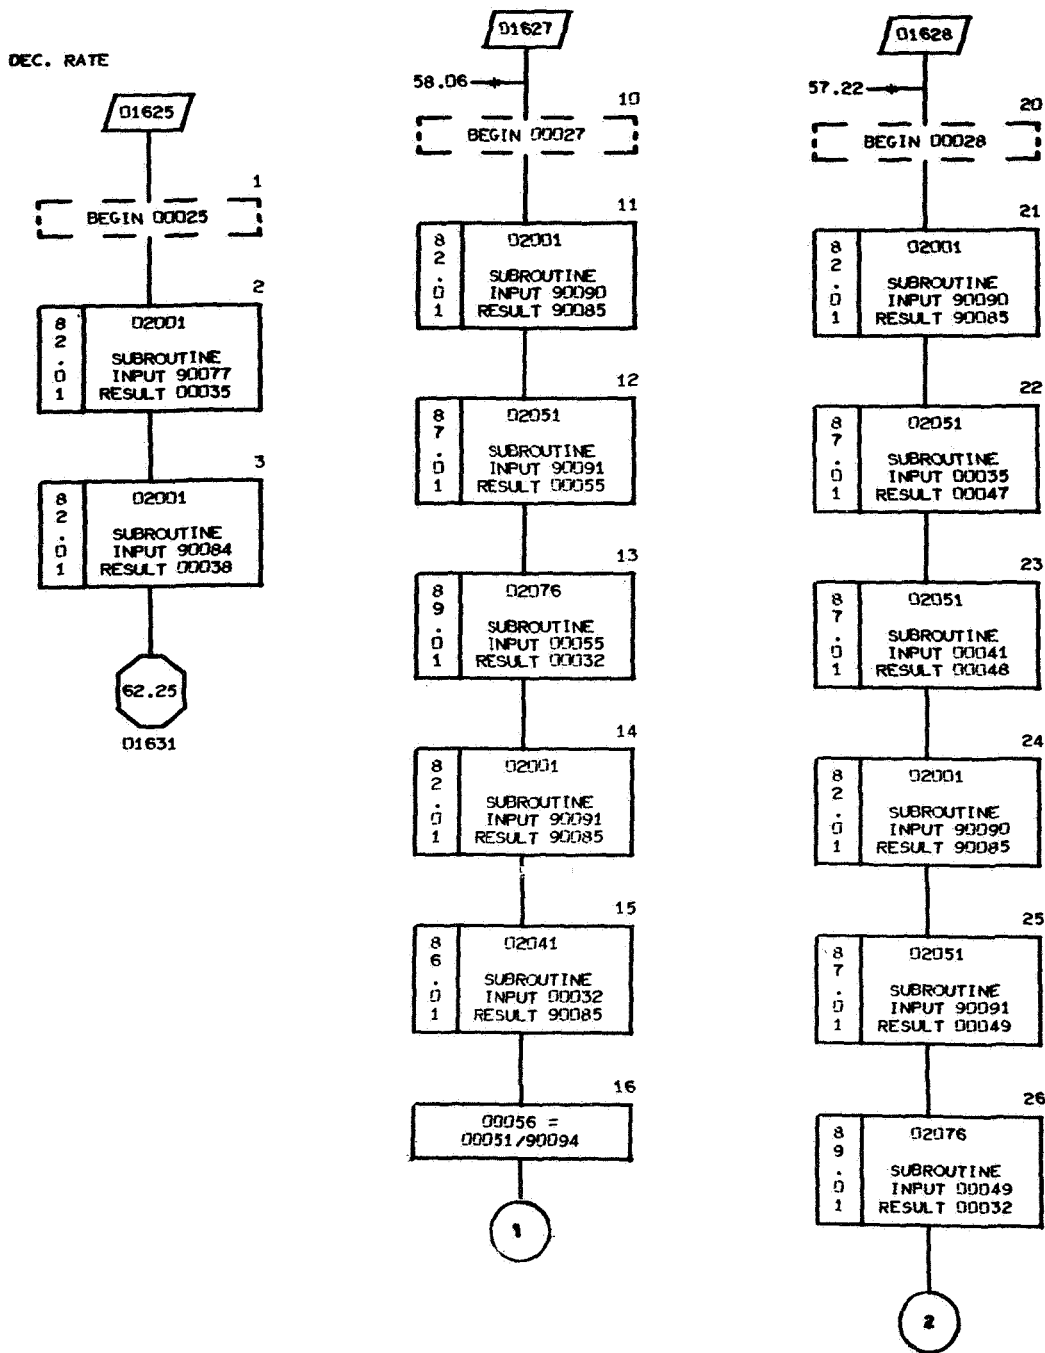 DEC. RATE
01625
1
BEGIN 00025
2
82.01
02001
SUBROUTINE
INPUT 90077
RESULT 00035
3
82.01
02001
SUBROUTINE
INPUT 90084
RESULT 00038
62.25
01631
01627
58.06
10
BEGIN 00027
11
82.01
02001
SUBROUTINE
INPUT 90090
RESULT 90085
12
87.01
02051
SUBROUTINE
INPUT 90091
RESULT 00055
13
89.01
02076
SUBROUTINE
INPUT 00055
RESULT 00032
14
82.01
02001
SUBROUTINE
INPUT 90091
RESULT 90085
15
86.01
02041
SUBROUTINE
INPUT 00032
RESULT 90085
16
00056 =
00051/90094
1
01628
57.22
20
BEGIN 00028
21
82.01
02001
SUBROUTINE
INPUT 90090
RESULT 90085
22
87.01
02051
SUBROUTINE
INPUT 00035
RESULT 00047
23
87.01
02051
SUBROUTINE
INPUT 00041
RESULT 00048
24
82.01
02001
SUBROUTINE
INPUT 90090
RESULT 90085
25
87.01
02051
SUBROUTINE
INPUT 90091
RESULT 00049
26
89.01
02076
SUBROUTINE
INPUT 00049
RESULT 00032
2